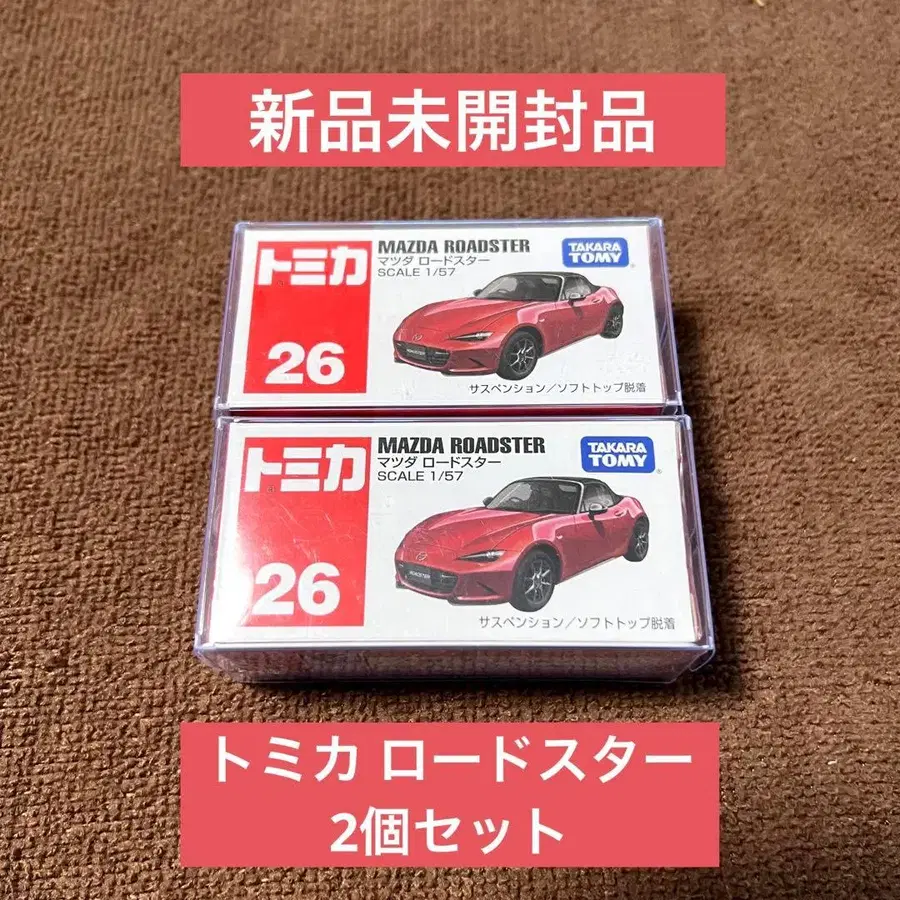 新品未開封品
トミカ
26
MAZDA ROADSTER
マツダ ロードスター
SCALE 1/57
TAKARA
TOMY
サスペンション/ソフトトップ脱着
トミカ
26
MAZDA ROADSTER
マツダ ロードスター
SCALE 1/57
TAKARA
TOMY
サスペンション/ソフトトップ脱着
トミカ ロードスター
2個セット